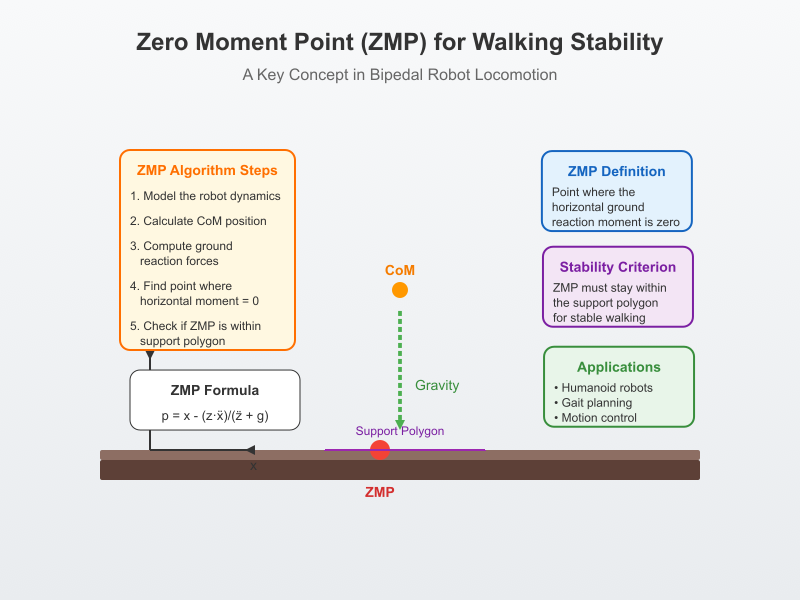 Zero Moment Point (ZMP) for Walking Stability
A Key Concept in Bipedal Robot Locomotion
ZMP Algorithm Steps
1. Model the robot dynamics
2. Calculate CoM position
3. Compute ground
reaction forces
4. Find point where
horizontal moment = 0
5. Check if ZMP is within
support polygon
ZMP Formula
p = x - (z·ẍ)/(z̈ + g)
x
CoM
Gravity
Support Polygon
ZMP
ZMP Definition
Point where the
horizontal ground
reaction moment is zero
Stability Criterion
ZMP must stay within
the support polygon
for stable walking
Applications
• Humanoid robots
• Gait planning
• Motion control